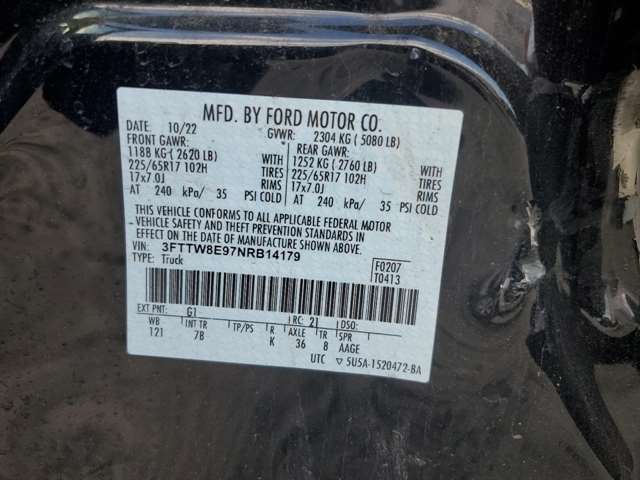 MFD. BY FORD MOTOR CO.
DATE: 10/22 GVWR: 2304 KG ( 5080 LB)
FRONT GAWR: REAR GAWR:
1188 KG ( 2620 LB) WITH 1252 KG ( 2760 LB) WITH
225/65R17 102H TIRES 225/65R17 102H TIRES
17x7.0J RIMS 17x7.0J RIMS
AT 240 kPa/ 35 PSI COLD AT 240 kPa/ 35 PSI COLD
THIS VEHICLE CONFORMS TO ALL APPLICABLE FEDERAL MOTOR
VEHICLE SAFETY AND THEFT PREVENTION STANDARDS IN
EFFECT ON THE DATE OF MANUFACTURE SHOWN ABOVE.
VIN: 3FTTW8E97NRB14179
TYPE: Truck F0207
T0413
EXT PNT: G1 RC: 21 DSO:
WB INT TR TP/PS R AXLE TR SPR
121 7B K 36 8 AAGE
UTC ▽ 5U5A-1520472-BA